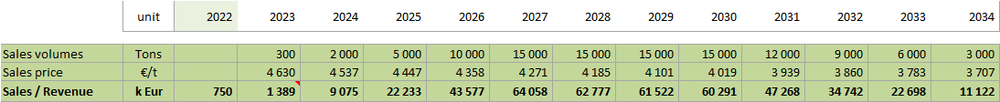 unit 2022 2023 2024 2025 2026 2027 2028 2029 2030 2031 2032 2033 2034
Sales volumes Tons 300 2 000 5 000 10 000 15 000 15 000 15 000 15 000 12 000 9 000 6 000 3 000
Sales price €/t 4 630 4 537 4 447 4 358 4 271 4 185 4 101 4 019 3 939 3 860 3 783 3 707
Sales / Revenue k Eur 750 1 389 9 075 22 233 43 577 64 058 62 777 61 522 60 291 47 268 34 742 22 698 11 122